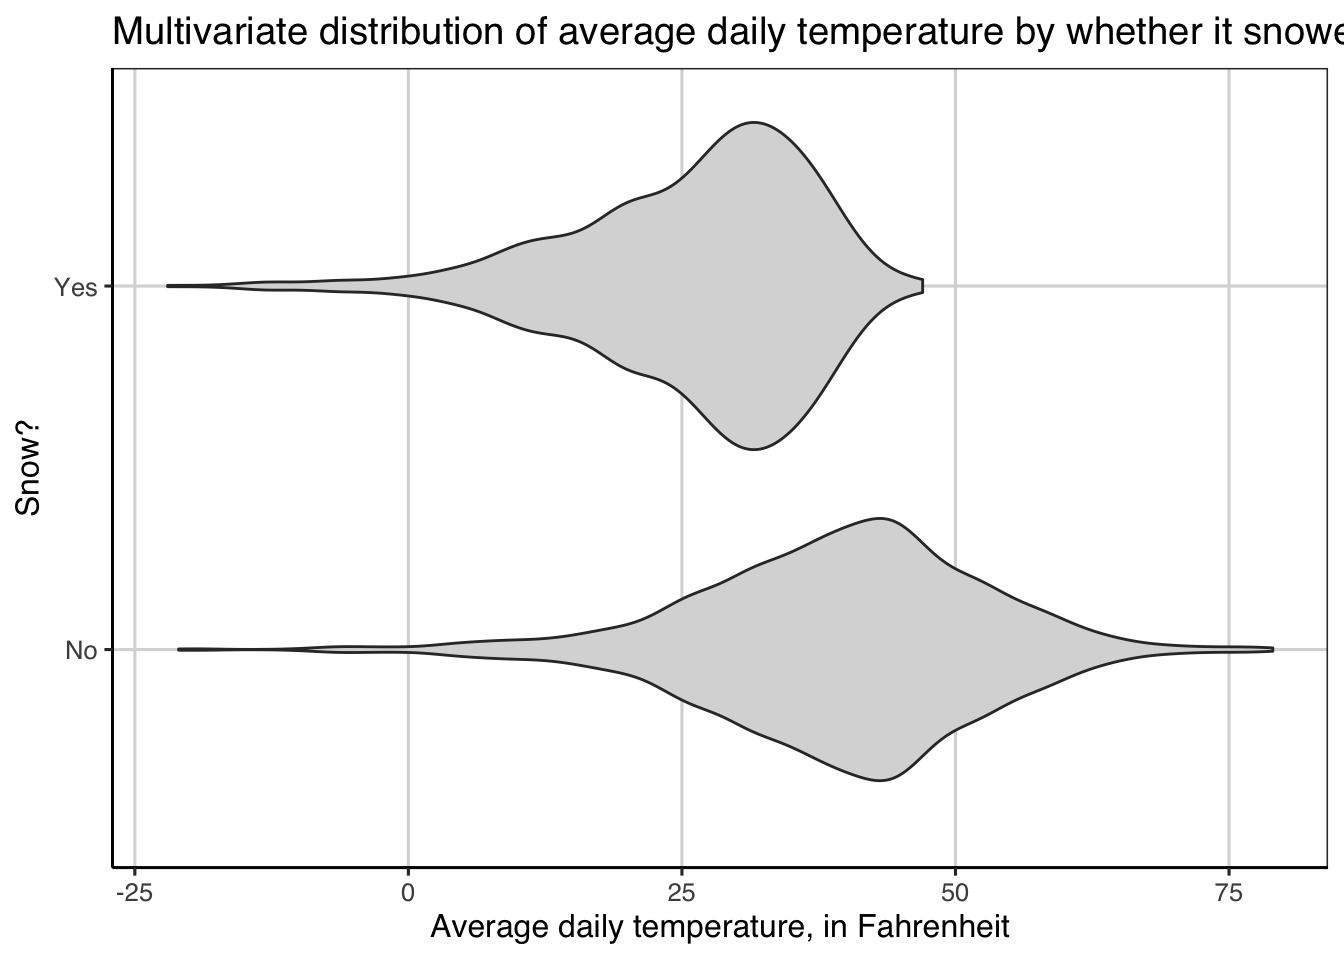 Multivariate distribution of average daily temperature by whether it snowe
Yes
Snow?
No
-25 0 25 50 75
Average daily temperature, in Fahrenheit